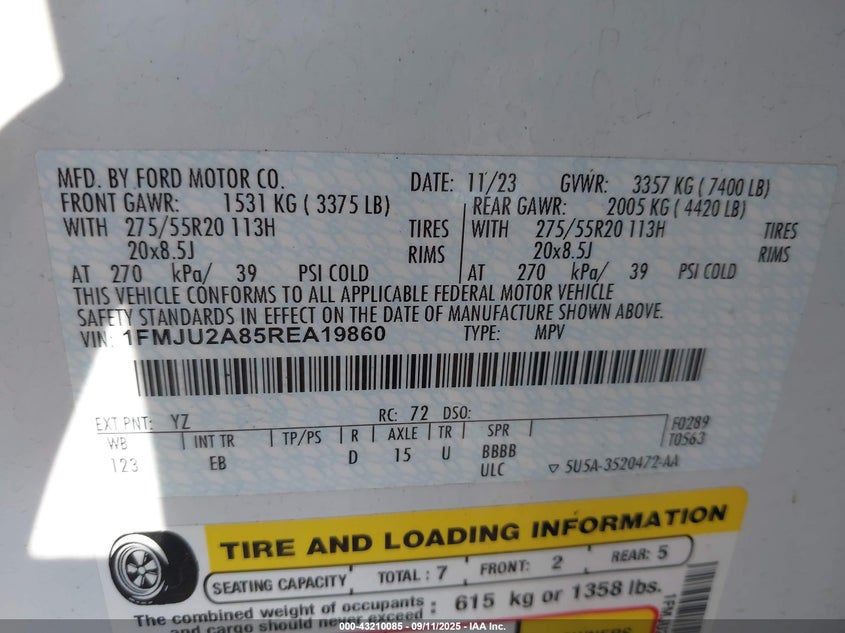 MFD. BY FORD MOTOR CO. DATE: 11/23 GVWR: 3357 KG ( 7400 LB)
FRONT GAWR: 1531 KG ( 3375 LB) REAR GAWR: 2005 KG ( 4420 LB)
WITH 275/55R20 113H TIRES WITH 275/55R20 113H TIRES
20x8.5J RIMS 20x8.5J RIMS
AT 270 kPa/ 39 PSI COLD AT 270 kPa/ 39 PSI COLD
THIS VEHICLE CONFORMS TO ALL APPLICABLE FEDERAL MOTOR VEHICLE
SAFETY STANDARDS IN EFFECT ON THE DATE OF MANUFACTURE SHOWN ABOVE.
VIN: 1FMJU2A85REA19860 TYPE: MPV
EXT PNT: YZ RC: 72 DSO: F0289
WB INT TR TP/PS R AXLE TR SPR T0563
123 EB D 15 U BBBB
ULC 5U5A-3520472-AA
TIRE AND LOADING INFORMATION
SEATING CAPACITY TOTAL : 7 FRONT: 2 REAR: 5
The combined weight of occupants : 615 kg or 1358 lbs.
and cargo should never exceed
000-43210085 - 09/11/2025 - IAA Inc.